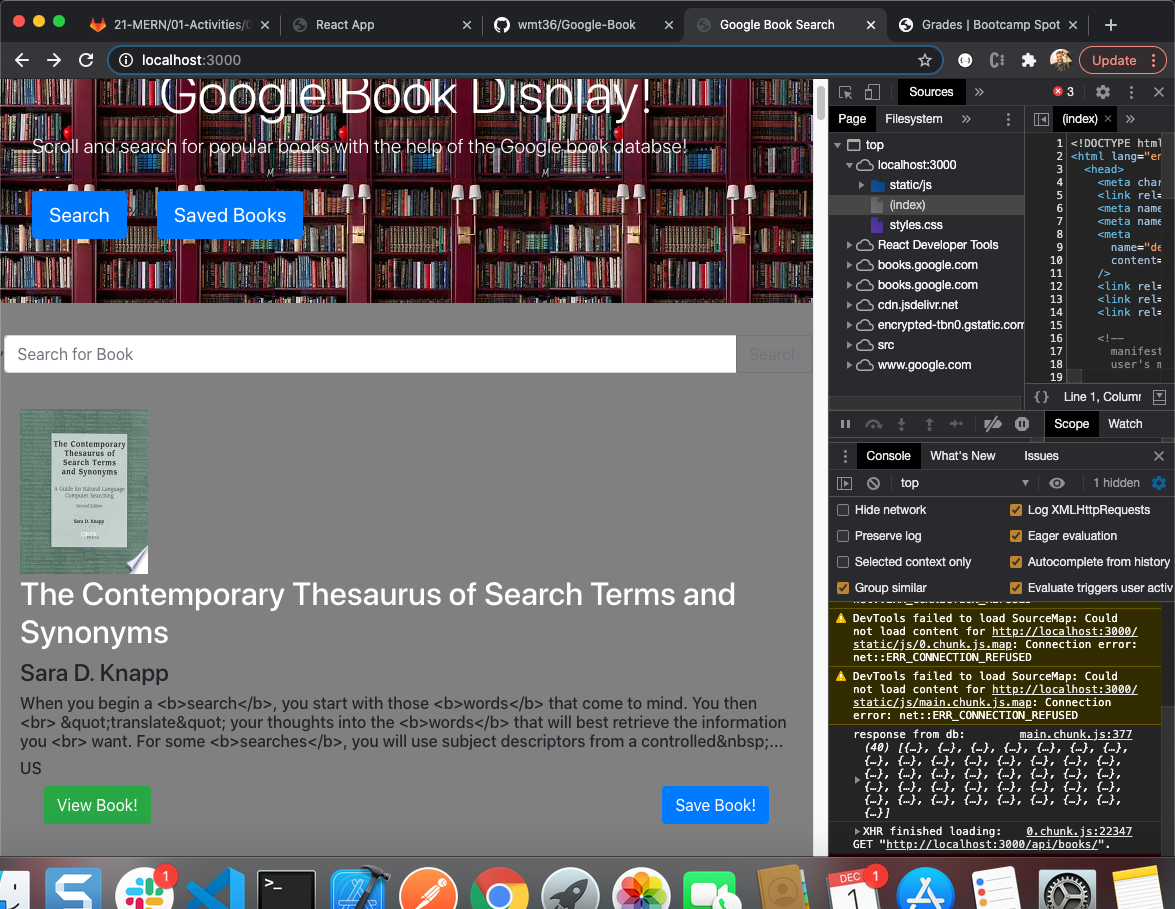 21-MERN/01-Activities/
React App
wmt36/Google-Book
Google Book Search
Grades | Bootcamp Spot
localhost:3000
Update
Google Book Display!
Scroll and search for popular books with the help of the Google book databse!
Search
Saved Books
Search for Book
Search
The Contemporary
Thesaurus of
Search Terms
and Synonyms
A Guide for Natural Language
Computer Searching
Second Edition
Sara D. Knapp
The Contemporary Thesaurus of Search Terms and
Synonyms
Sara D. Knapp
When you begin a <b>search</b>, you start with those <b>words</b> that come to mind. You then
<br> &quot;translate&quot; your thoughts into the <b>words</b> that will best retrieve the information
you <br> want. For some <b>searches</b>, you will use subject descriptors from a controlled&nbsp;...
US
View Book!
Save Book!
Sources
3
Page
Filesystem
(index)
top
localhost:3000
static/js
(index)
styles.css
React Developer Tools
books.google.com
books.google.com
cdn.jsdelivr.net
encrypted-tbn0.gstatic.com
src
www.google.com
1 <!DOCTYPE html
2 <html lang="en
3 <head>
4 <meta char
5 <link rel=
6 <meta name
7 <meta name
8 <meta
9 name="de
10 content=
11 />
12 <link rel=
13 <link rel=
14 <link rel=
15
16 <!--
17 manifest
18 user's m
19
{} Line 1, Column
Scope
Watch
Console
What's New
Issues
top
1 hidden
Hide network
Log XMLHttpRequests
Preserve log
Eager evaluation
Selected context only
Autocomplete from history
Group similar
Evaluate triggers user activ
net::ERR_CONNECTION_REFUSED
DevTools failed to load SourceMap: Could
not load content for http://localhost:3000/
static/js/0.chunk.js.map: Connection error:
net::ERR_CONNECTION_REFUSED
DevTools failed to load SourceMap: Could
not load content for http://localhost:3000/
static/js/main.chunk.js.map: Connection
error: net::ERR_CONNECTION_REFUSED
response from db: main.chunk.js:377
(40) [{…}, {…}, {…}, {…}, {…}, {…}, {…},
{…}, {…}, {…}, {…}, {…}, {…}, {…}, {…},
{…}, {…}, {…}, {…}, {…}, {…}, {…}, {…},
{…}, {…}, {…}, {…}, {…}, {…}, {…}, {…},
{…}, {…}, {…}, {…}, {…}, {…}, {…}, {…},
{…}]
XHR finished loading: 0.chunk.js:22347
GET "http://localhost:3000/api/books/".
1
DEC
1
1